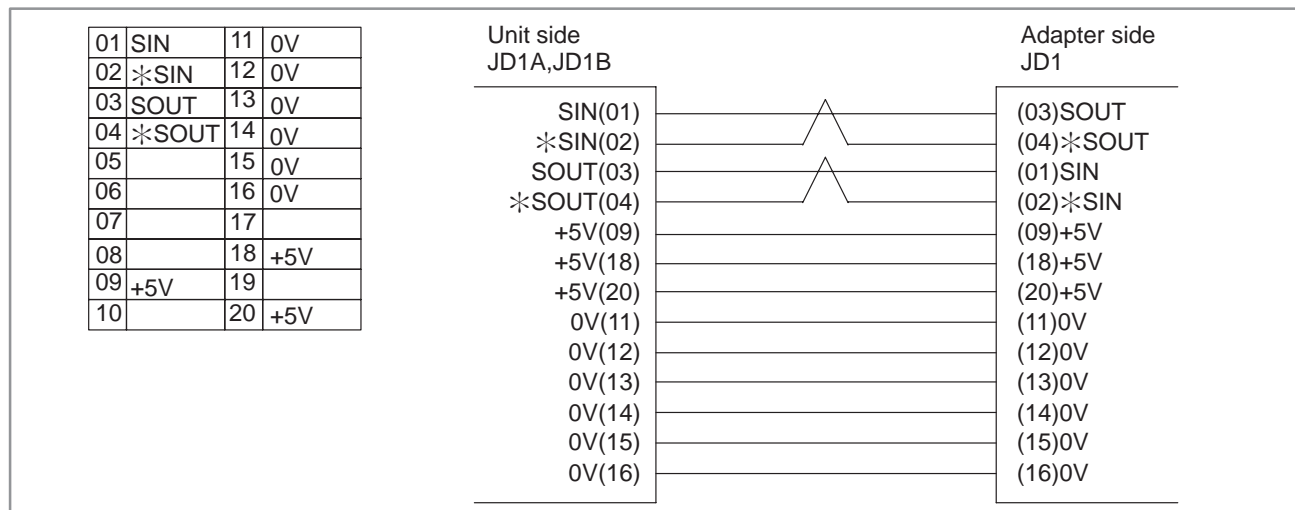 01 SIN 11 0V
02 ✳SIN 12 0V
03 SOUT 13 0V
04 ✳SOUT 14 0V
05 15 0V
06 16 0V
07 17
08 18 +5V
09 +5V 19
10 20 +5V
Unit side
JD1A,JD1B
Adapter side
JD1
SIN(01) (03)SOUT
✳SIN(02) (04)✳SOUT
SOUT(03) (01)SIN
✳SOUT(04) (02)✳SIN
+5V(09) (09)+5V
+5V(18) (18)+5V
+5V(20) (20)+5V
0V(11) (11)0V
0V(12) (12)0V
0V(13) (13)0V
0V(14) (14)0V
0V(15) (15)0V
0V(16) (16)0V